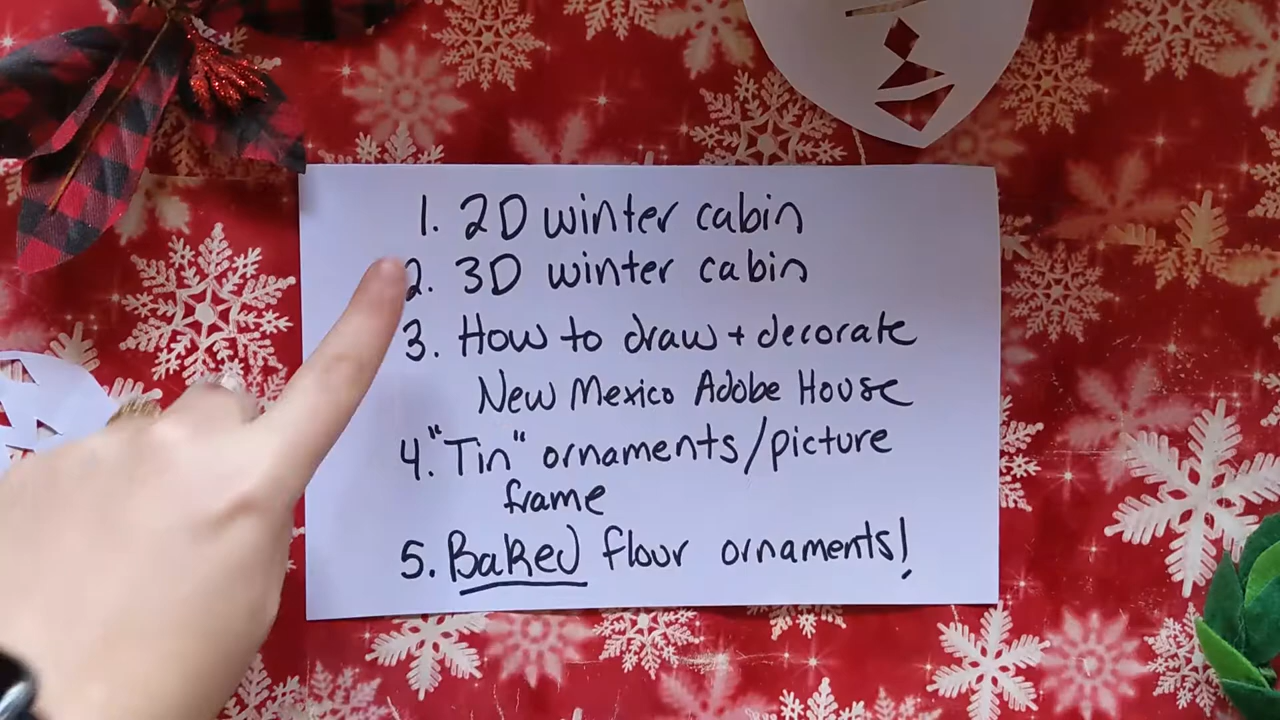 1. 2D winter cabin
2. 3D winter cabin
3. How to draw + decorate
New Mexico Adobe House
4. "Tin" ornaments/picture
frame
5. Baked flour ornaments!